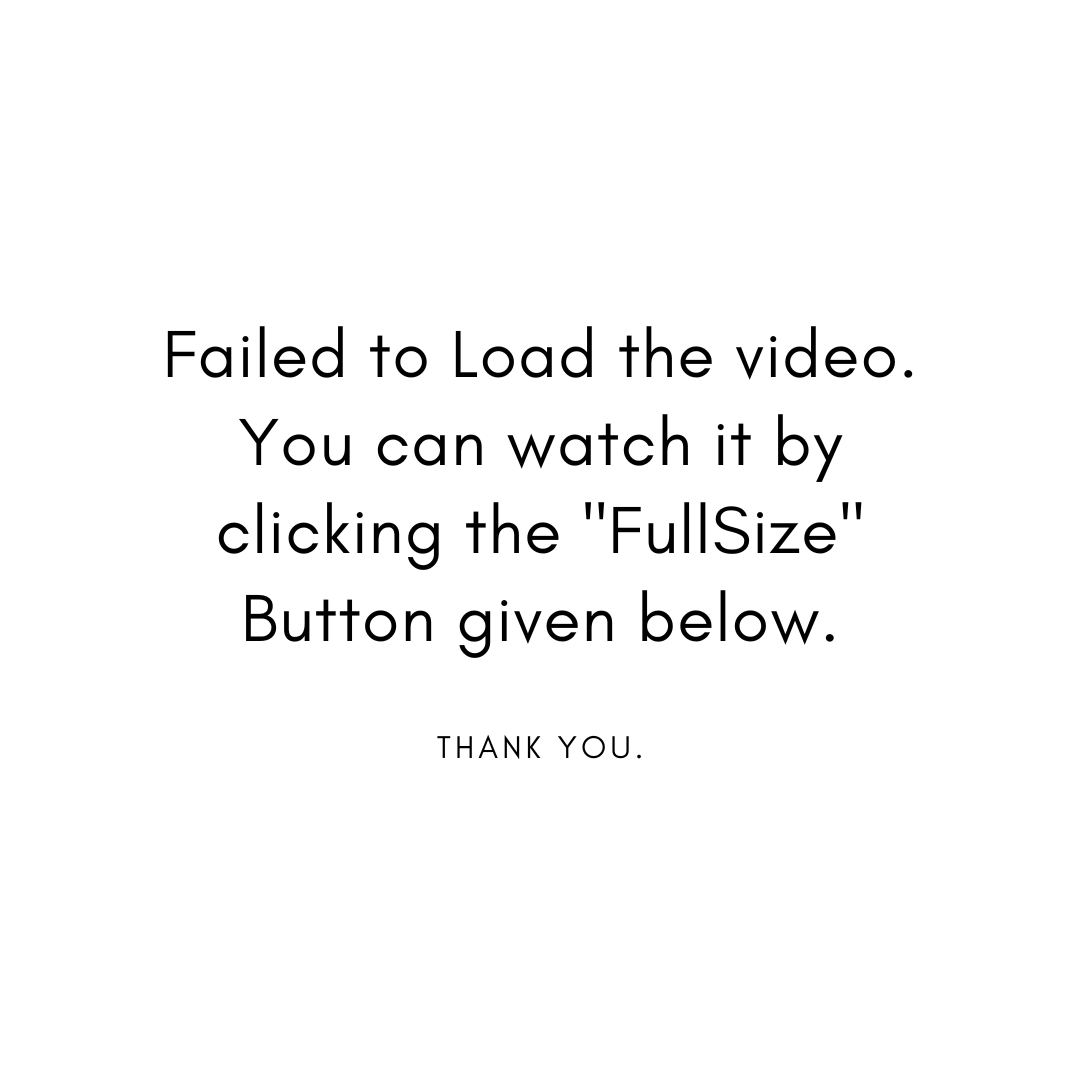 Failed to Load the video.
You can watch it by
clicking the "FullSize"
Button given below.
THANK YOU.